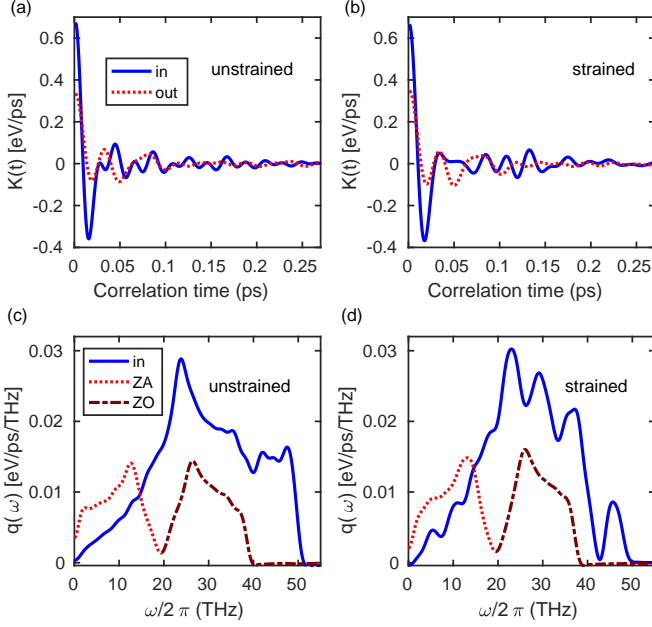 (a)
K(t) [eV/ps]
0.6
0.4
0.2
0
-0.2
-0.4
in
out
unstrained
0 0.05 0.1 0.15 0.2 0.25
Correlation time (ps)
(b)
K(t) [eV/ps]
0.6
0.4
0.2
0
-0.2
-0.4
strained
0 0.05 0.1 0.15 0.2 0.25
Correlation time (ps)
(c)
q(ω) [eV/ps/THz]
0.03
0.02
0.01
0
in
ZA
ZO
unstrained
0 10 20 30 40 50
ω/2 π (THz)
(d)
q(ω) [eV/ps/THz]
0.03
0.02
0.01
0
strained
0 10 20 30 40 50
ω/2 π (THz)